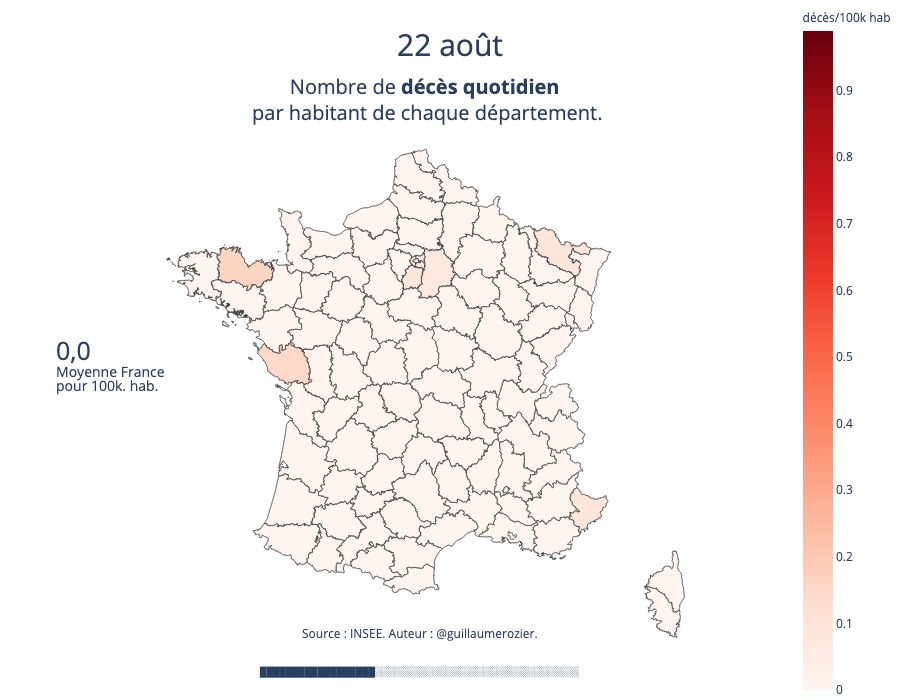 22 août
Nombre de décès quotidien
par habitant de chaque département.
décès/100k hab
0.9
0.8
0.7
0.6
0.5
0.4
0.3
0.2
0.1
0
0,0
Moyenne France
pour 100k. hab.
Source : INSEE. Auteur : @guillaumerozier.